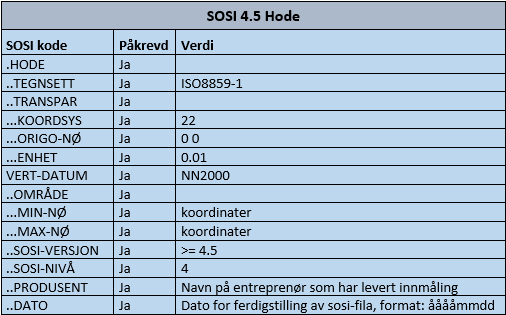 SOSI 4.5 Hode
SOSI kode Påkrevd Verdi
.HODE Ja
..TEGNSETT Ja ISO8859-1
..TRANSPAR Ja
...KOORDSYS Ja 22
...ORIGO-NØ Ja 0 0
...ENHET Ja 0.01
VERT-DATUM Ja NN2000
..OMRÅDE Ja
...MIN-NØ Ja koordinater
...MAX-NØ Ja koordinater
..SOSI-VERSJON Ja >= 4.5
..SOSI-NIVÅ Ja 4
..PRODUSENT Ja Navn på entreprenør som har levert innmåling
..DATO Ja Dato for ferdigstilling av sosi-fila, format: ååååmmdd